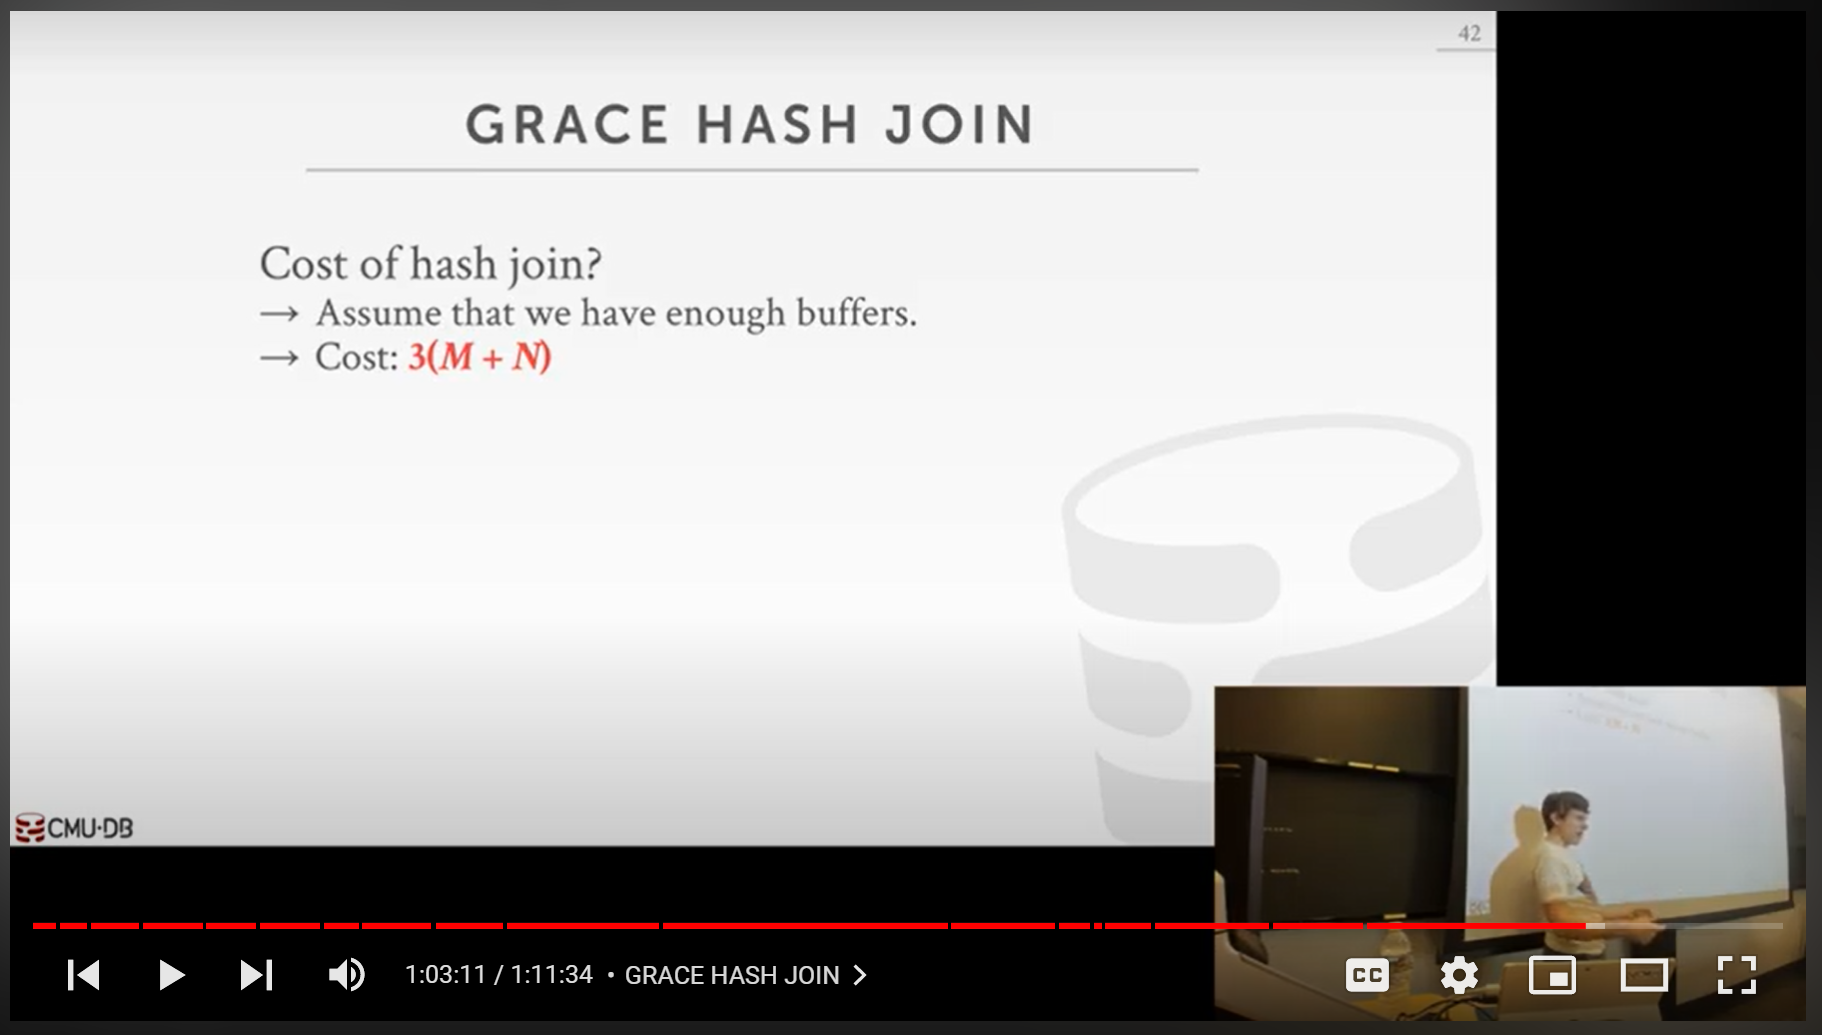 42
GRACE HASH JOIN
Cost of hash join?
→ Assume that we have enough buffers.
→ Cost: 3(M + N)
CMU·DB
1:03:11 / 1:11:34 • GRACE HASH JOIN
CC